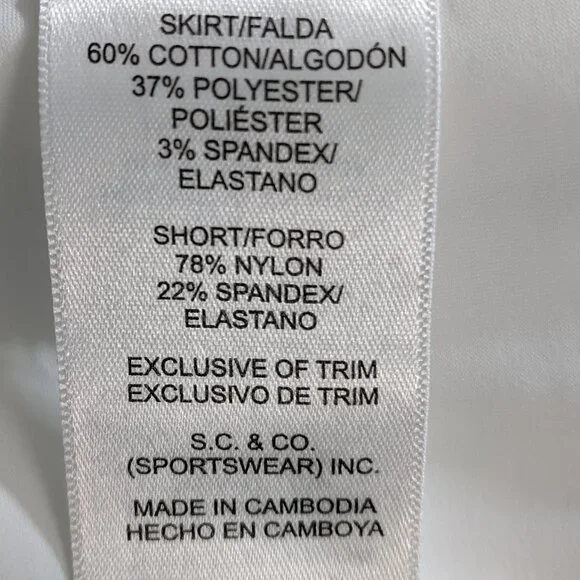 SKIRT/FALDA
60% COTTON/ALGODÓN
37% POLYESTER/
POLIÉSTER
3% SPANDEX/
ELASTANO
SHORT/FORRO
78% NYLON
22% SPANDEX/
ELASTANO
EXCLUSIVE OF TRIM
EXCLUSIVO DE TRIM
S.C. & CO.
(SPORTSWEAR) INC.
MADE IN CAMBODIA
HECHO EN CAMBOYA